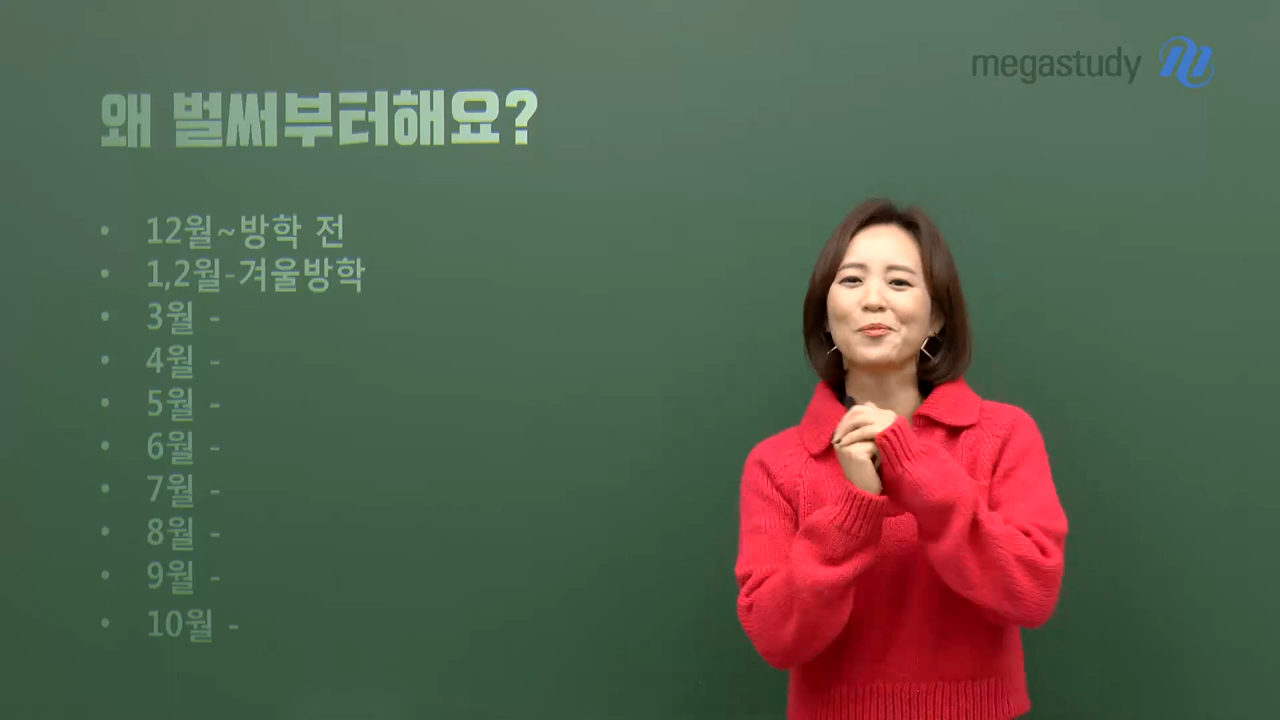 megastudy
왜 벌써부터해요?
• 12월~방학 전
• 1,2월-겨울방학
• 3월 -
• 4월 -
• 5월 -
• 6월 -
• 7월 -
• 8월 -
• 9월 -
• 10월 -